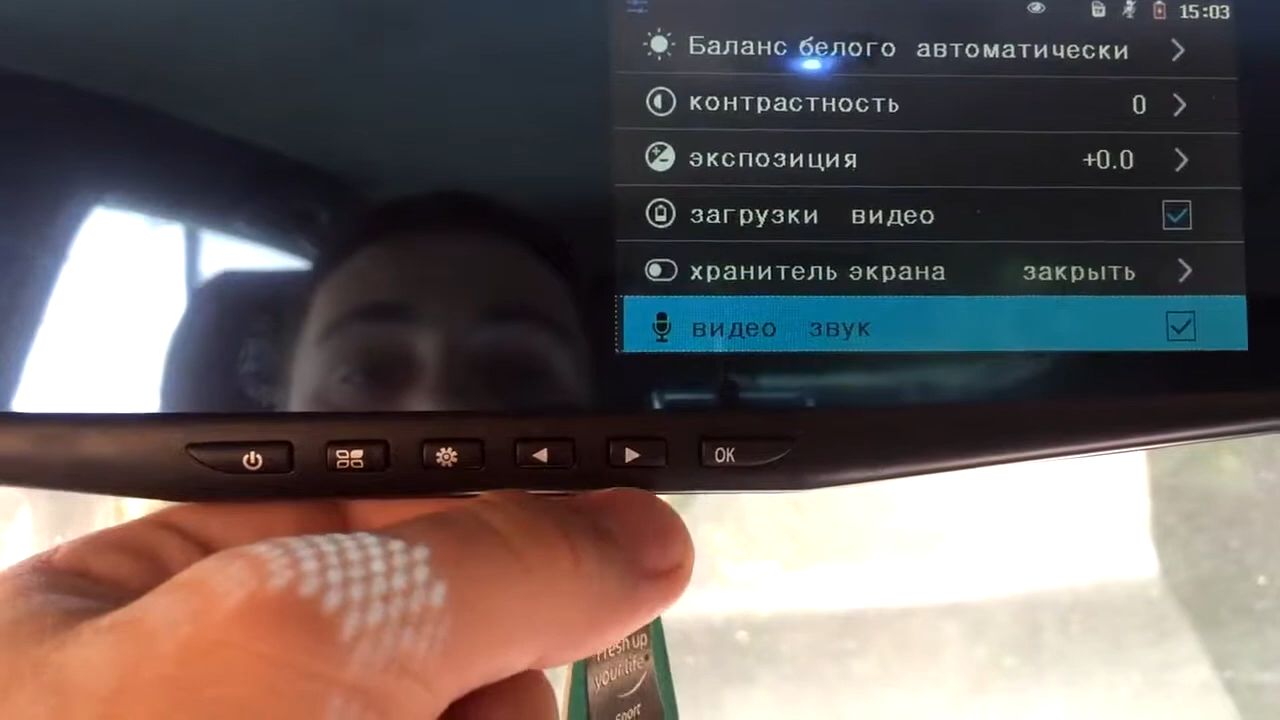 15:03
Баланс белого автоматически
контрастность 0
экспозиция +0.0
загрузки видео
хранитель экрана закрыть
видео звук
OK
Fresh up
your life
Sport